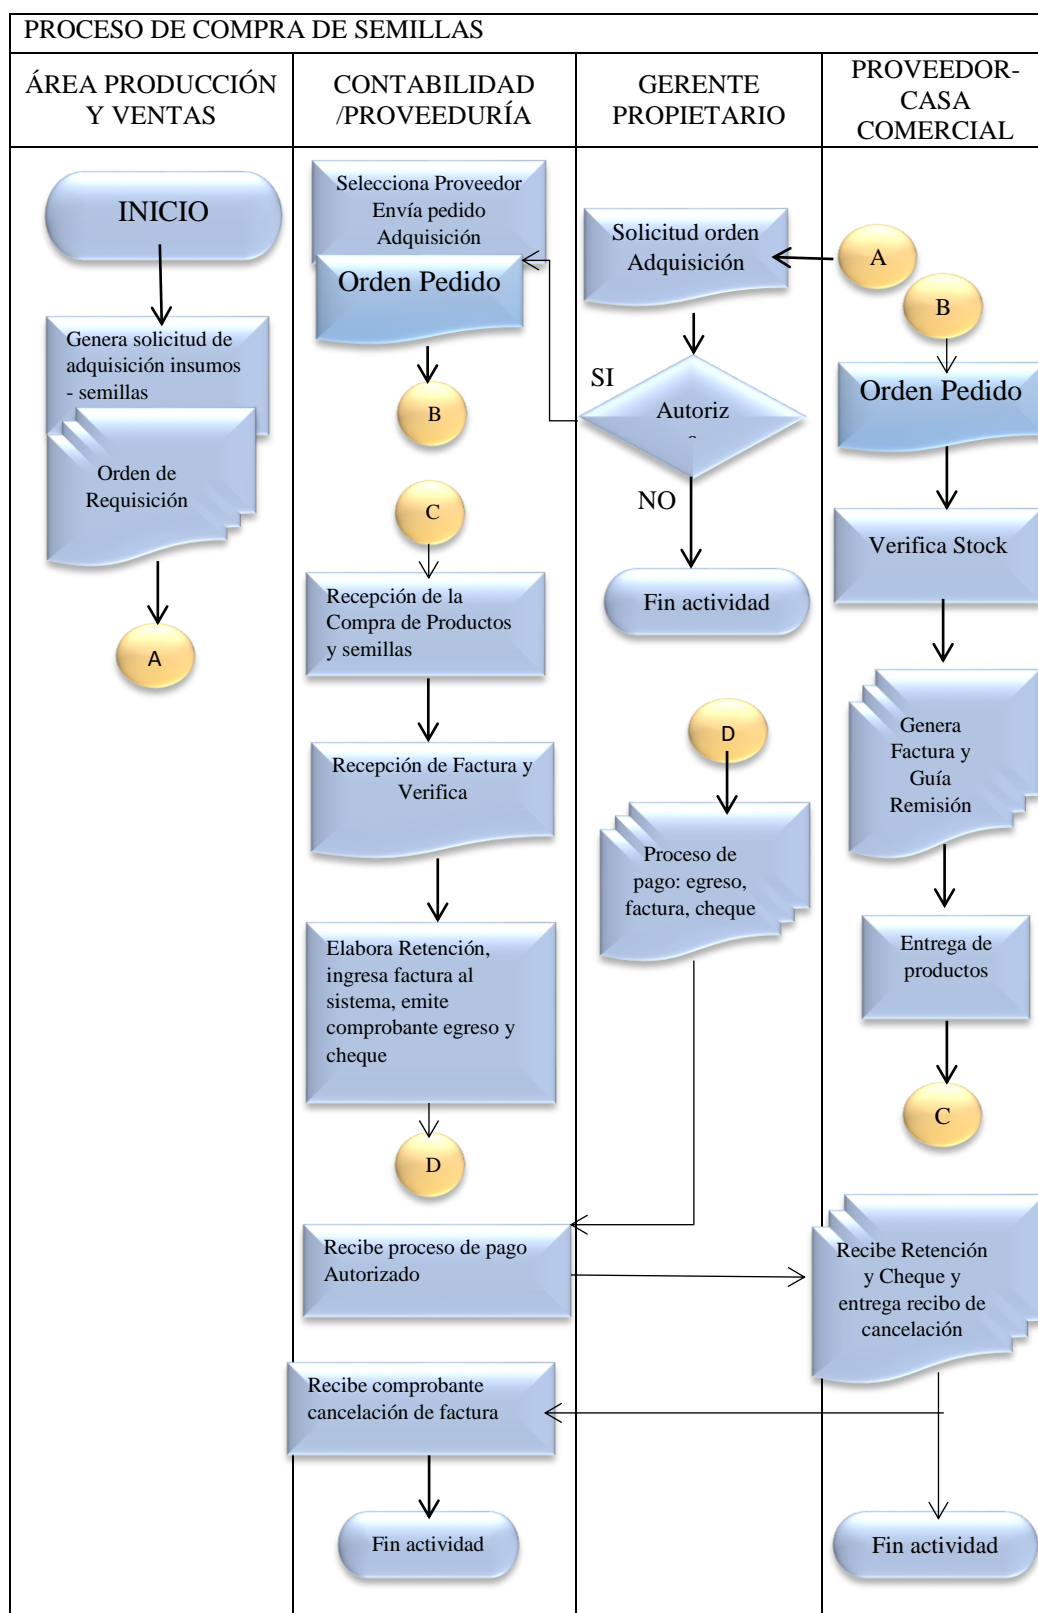 PROCESO DE COMPRA DE SEMILLAS
ÁREA PRODUCCIÓN
Y VENTAS
CONTABILIDAD
/PROVEEDURÍA
GERENTE
PROPIETARIO
PROVEEDOR-
CASA
COMERCIAL
INICIO
Genera solicitud de
adquisición insumos
- semillas
Orden de
Requisición
A
Selecciona Proveedor
Envía pedido
Adquisición
Orden Pedido
B
C
Recepción de la
Compra de Productos
y semillas
Recepción de Factura y
Verifica
Elabora Retención,
ingresa factura al
sistema, emite
comprobante egreso y
cheque
D
Recibe proceso de pago
Autorizado
Recibe comprobante
cancelación de factura
Fin actividad
Solicitud orden
Adquisición
SI
Autoriz
NO
Fin actividad
D
Proceso de
pago: egreso,
factura, cheque
A
B
Orden Pedido
Verifica Stock
Genera
Factura y
Guía
Remisión
Entrega de
productos
C
Recibe Retención
y Cheque y
entrega recibo de
cancelación
Fin actividad